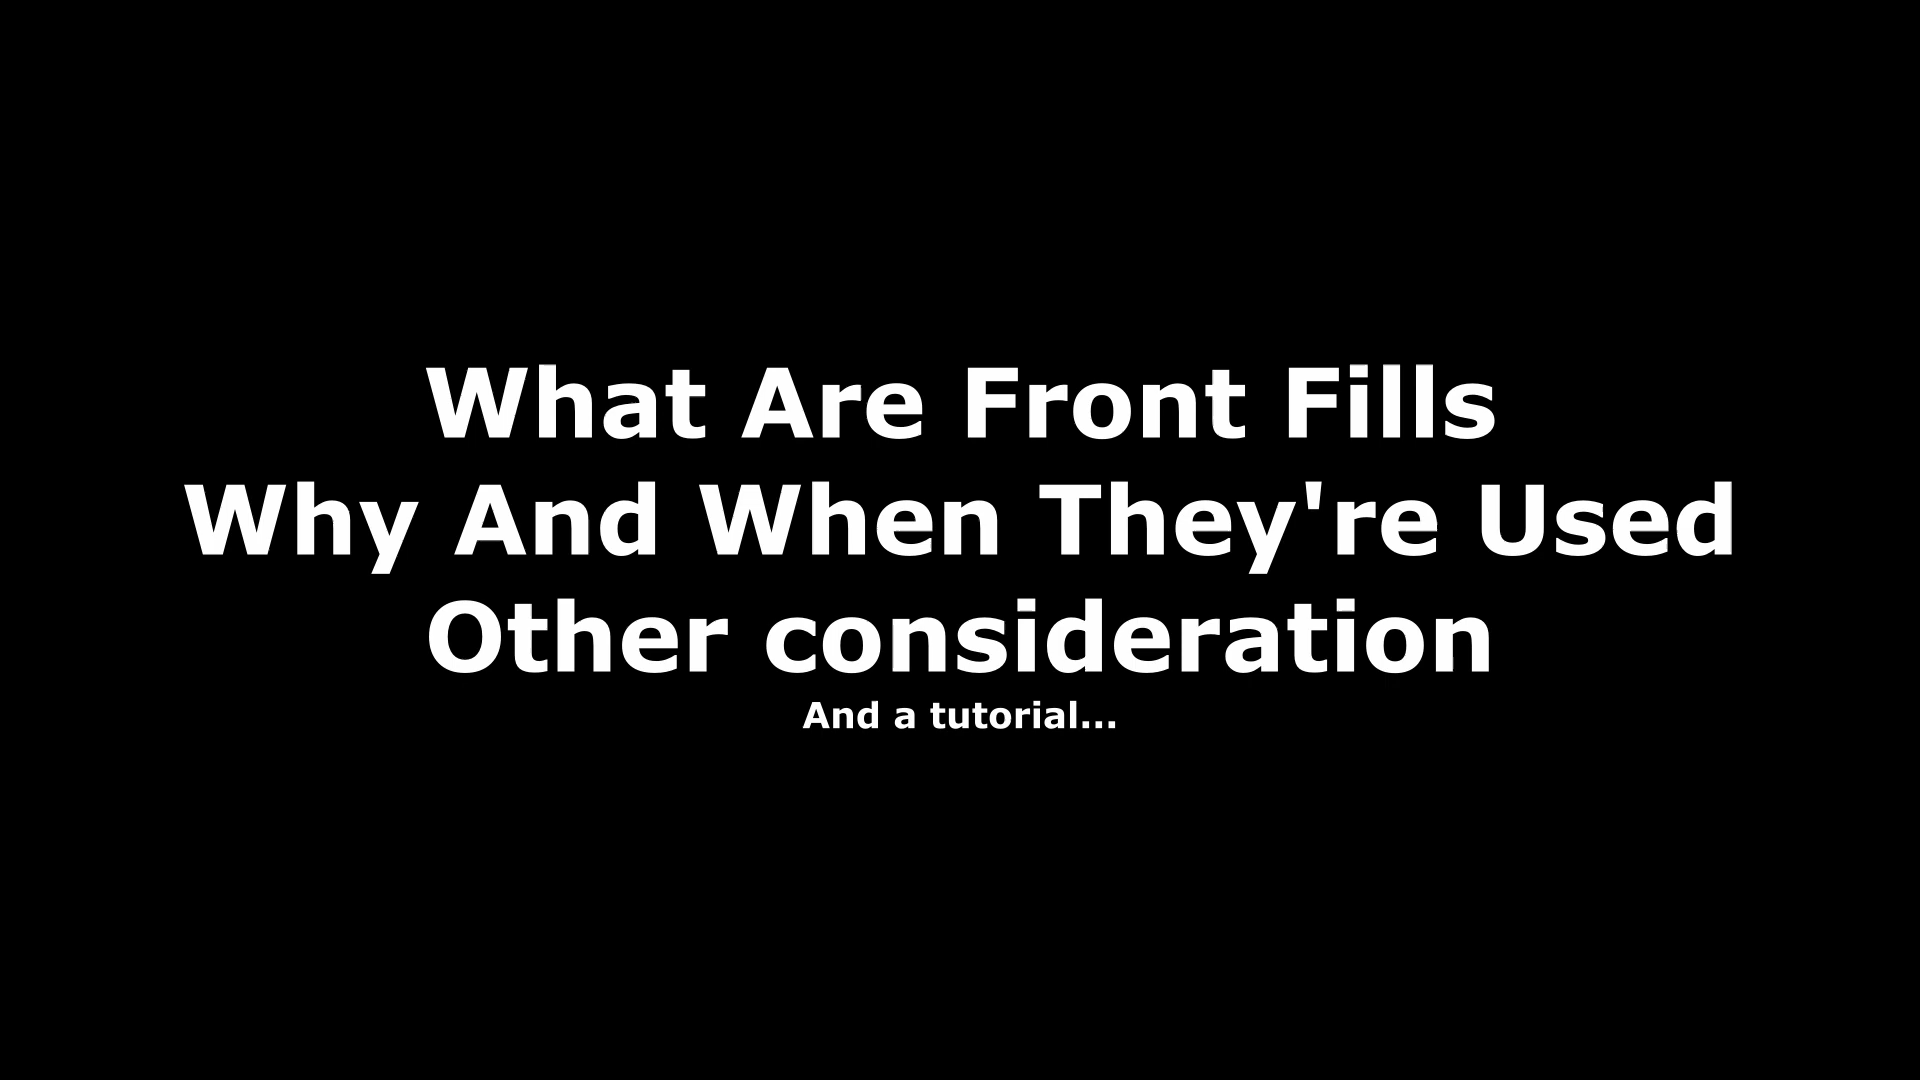 What Are Front Fills
Why And When They're Used
Other consideration
And a tutorial...